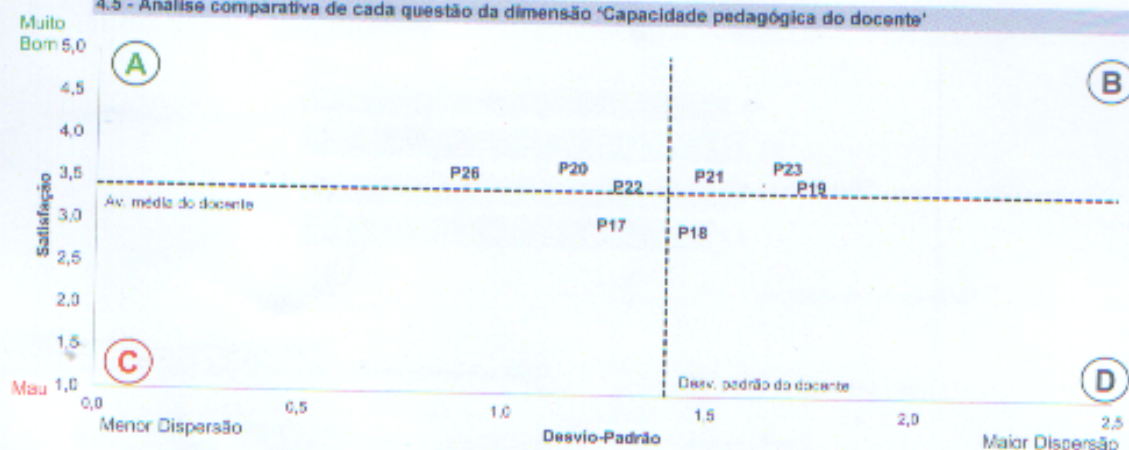 4.5 - Análise comparativa de cada questão da dimensão 'Capacidade pedagógica do docente'
Muito
Bom 5,0
A
B
4,5
4,0
3,5
P26
P20
P22
P21
P23
P19
Av. média do docente
3,0
P17
P18
Satisfação
2,5
2,0
1,5
C
D
Mau 1,0
Desv. padrão do docente
0,0
0,5
1,0
1,5
2,0
2,5
Menor Dispersão
Desvio-Padrão
Maior Dispersão